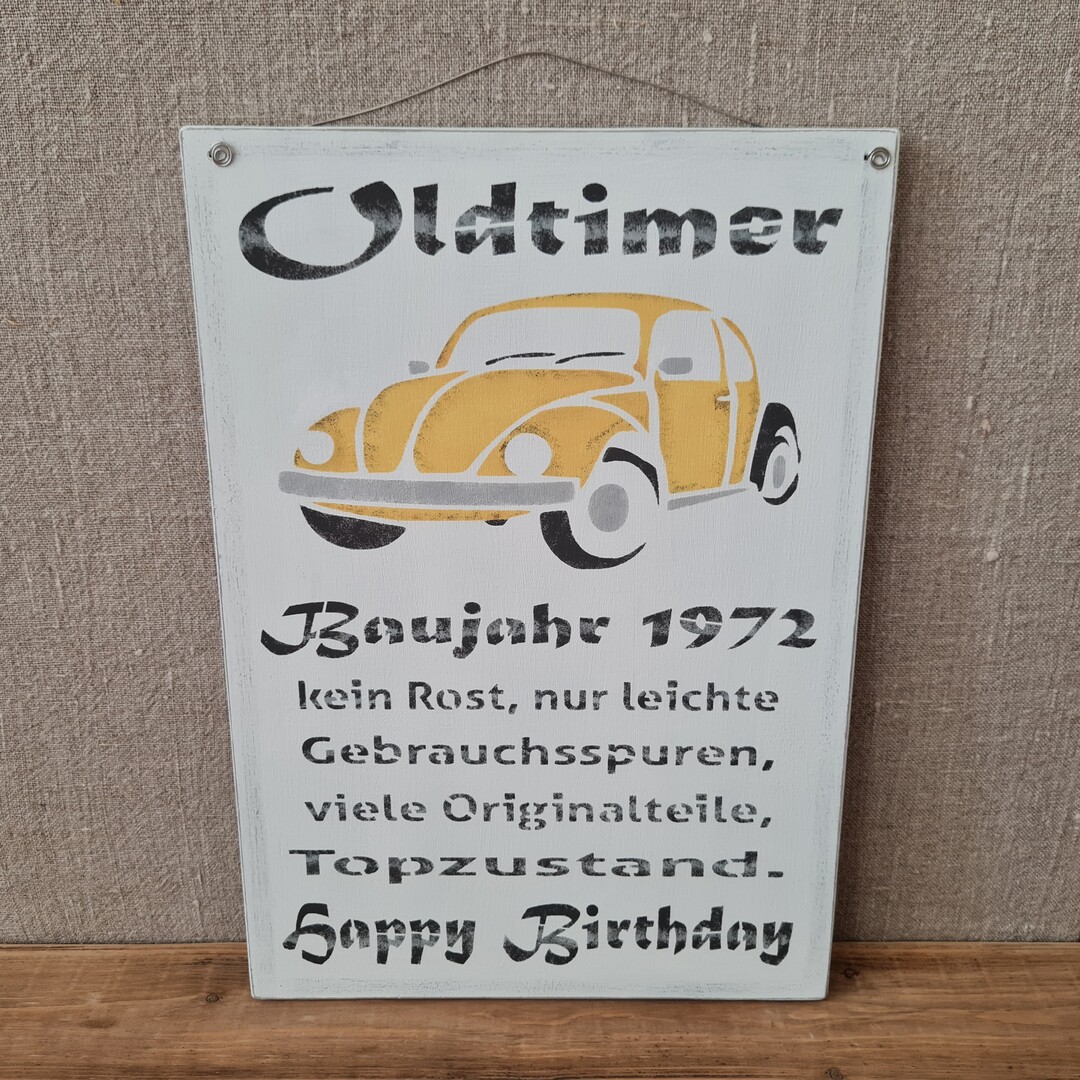 Oldtimer
Baujahr 1972
kein Rost, nur leichte
Gebrauchsspuren,
viele Originalteile,
Topzustand.
Happy Birthday